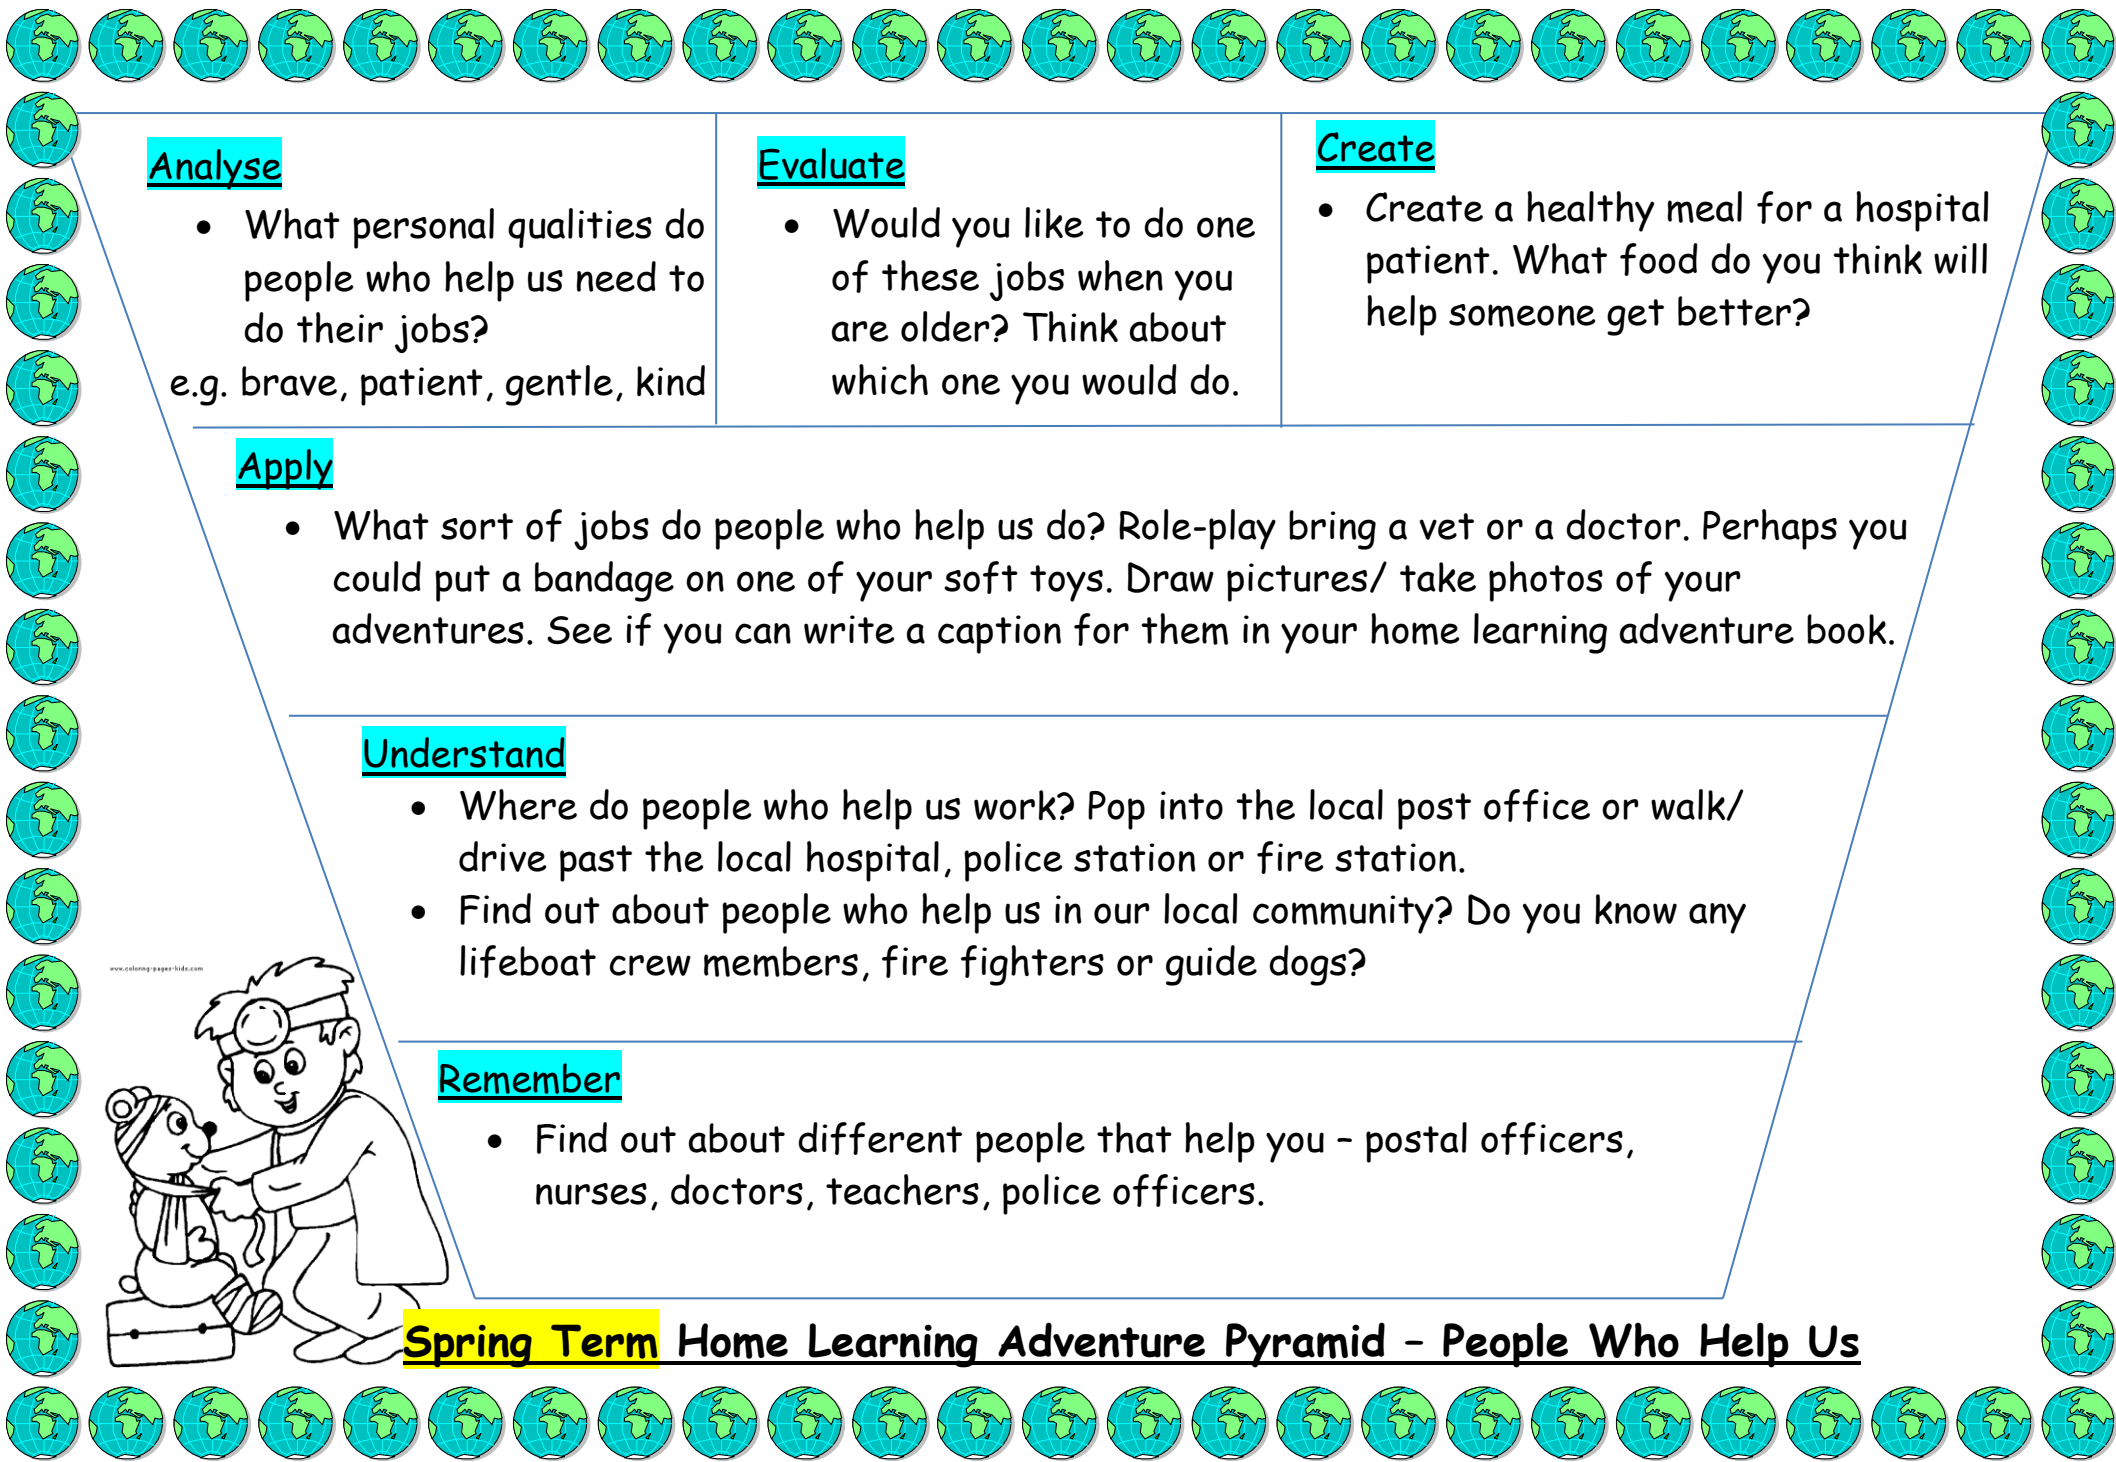 Analyse
• What personal qualities do
people who help us need to
do their jobs?
e.g. brave, patient, gentle, kind
Evaluate
• Would you like to do one
of these jobs when you
are older? Think about
which one you would do.
Create
• Create a healthy meal for a hospital
patient. What food do you think will
help someone get better?
Apply
• What sort of jobs do people who help us do? Role-play bring a vet or a doctor. Perhaps you
could put a bandage on one of your soft toys. Draw pictures/ take photos of your
adventures. See if you can write a caption for them in your home learning adventure book.
Understand
• Where do people who help us work? Pop into the local post office or walk/
drive past the local hospital, police station or fire station.
• Find out about people who help us in our local community? Do you know any
lifeboat crew members, fire fighters or guide dogs?
www.coloring-pages-kids.com
Remember
• Find out about different people that help you – postal officers,
nurses, doctors, teachers, police officers.
Spring Term Home Learning Adventure Pyramid – People Who Help Us